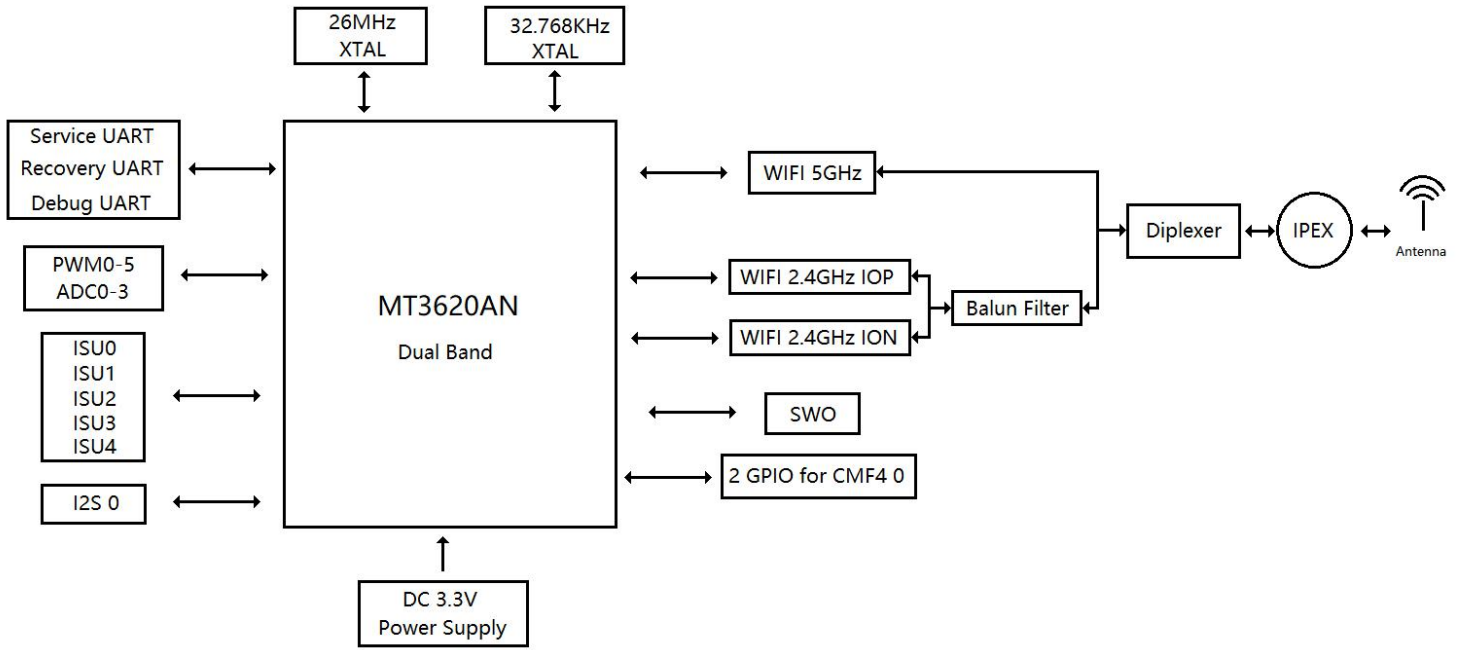 26MHz
XTAL
32.768KHz
XTAL
Service UART
Recovery UART
Debug UART
PWM0-5
ADC0-3
ISU0
ISU1
ISU2
ISU3
ISU4
I2S 0
MT3620AN
Dual Band
DC 3.3V
Power Supply
WIFI 5GHz
WIFI 2.4GHz IOP
WIFI 2.4GHz ION
Balun Filter
SWO
2 GPIO for CMF4 0
Diplexer
IPEX
Antenna